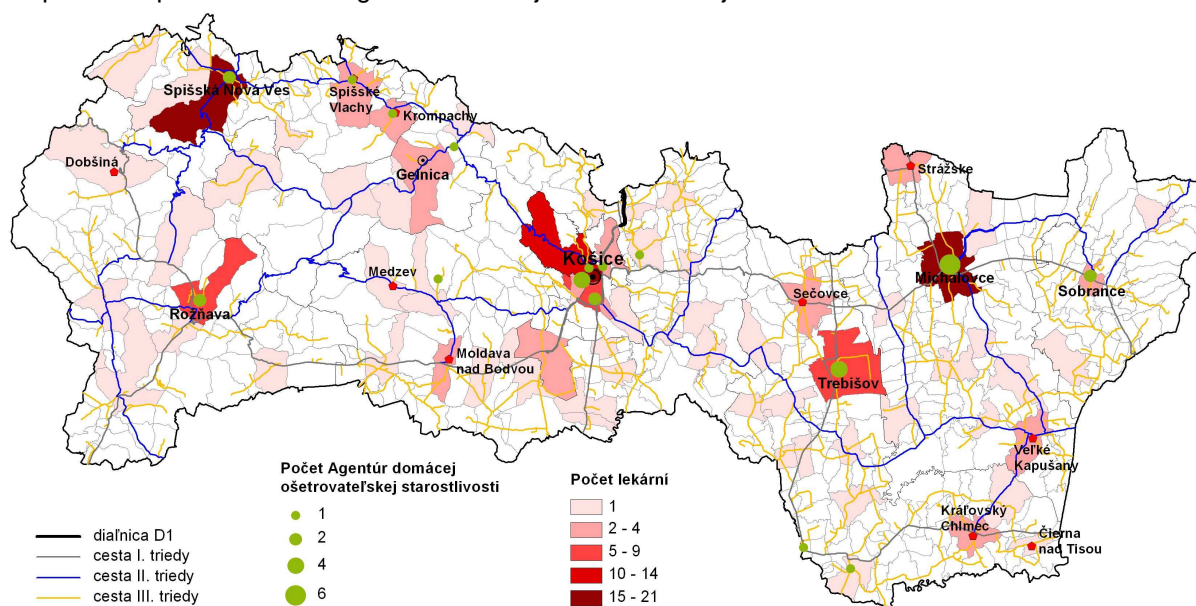 Spišská Nová Ves
Spišské
Vlachy
Krompachy
Dobšiná
Gelnica
Strážske
Košice
Michalovce
Medzev
Sečovce
Sobrance
Rožňava
Moldava
nad Bodvou
Trebišov
Veľké
Kapušany
Kráľovský
Chlmec
Čierna
nad Tisou
diaľnica D1
cesta I. triedy
cesta II. triedy
cesta III. triedy
Počet Agentúr domácej
ošetrovateľskej starostlivosti
1
2
4
6
Počet lekární
1
2 - 4
5 - 9
10 - 14
15 - 21